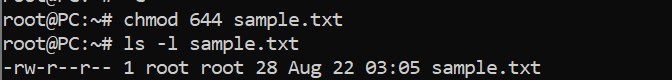 root@PC:~# chmod 644 sample.txt
root@PC:~# ls -l sample.txt
-rw-r--r-- 1 root root 28 Aug 22 03:05 sample.txt